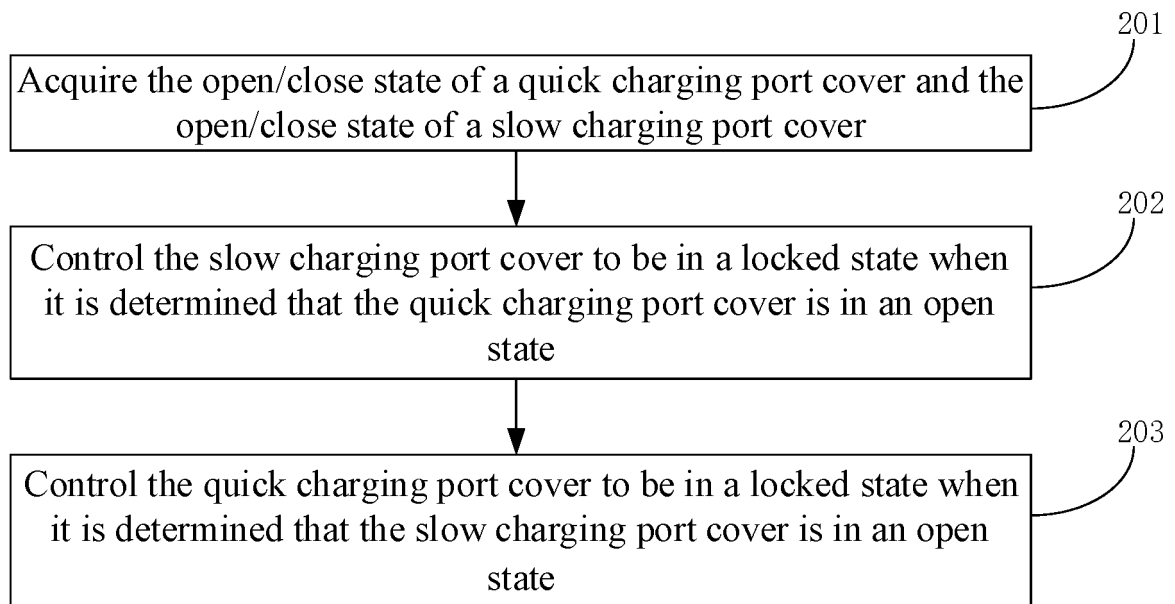 201
Acquire the open/close state of a quick charging port cover and the
open/close state of a slow charging port cover
202
Control the slow charging port cover to be in a locked state when
it is determined that the quick charging port cover is in an open
state
203
Control the quick charging port cover to be in a locked state when
it is determined that the slow charging port cover is in an open
state